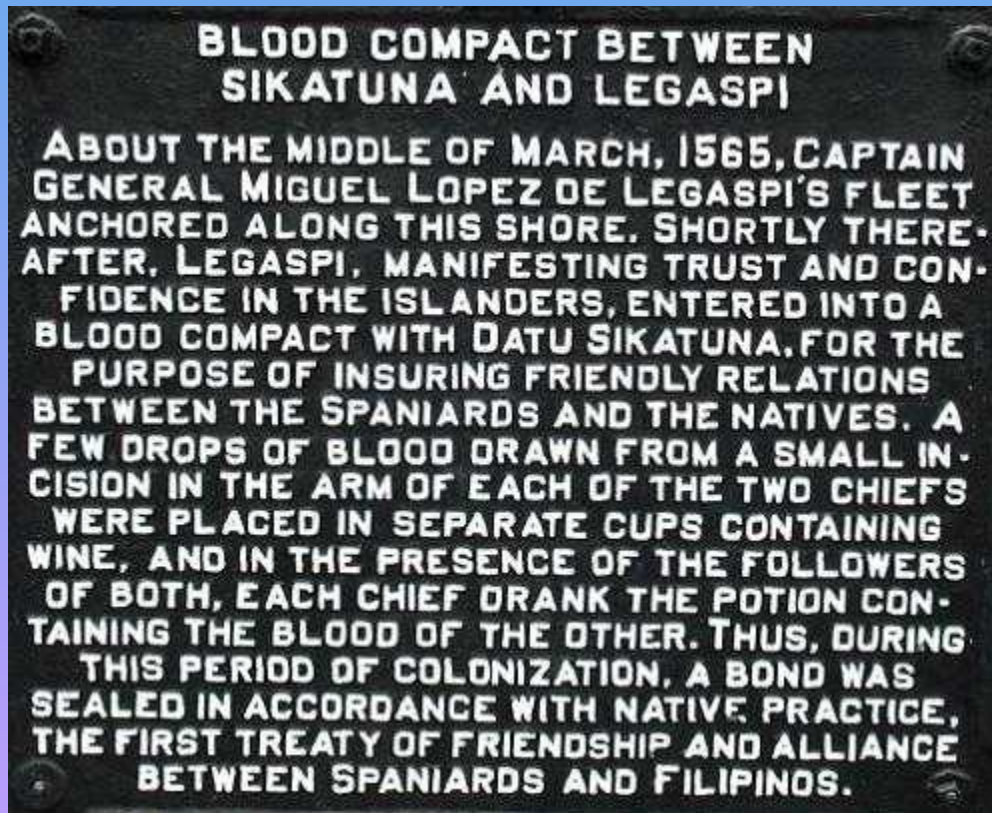 BLOOD COMPACT BETWEEN
SIKATUNA AND LEGASPI
ABOUT THE MIDDLE OF MARCH, 1565, CAPTAIN
GENERAL MIGUEL LOPEZ DE LEGASPI'S FLEET
ANCHORED ALONG THIS SHORE. SHORTLY THERE-
AFTER, LEGASPI, MANIFESTING TRUST AND CON-
FIDENCE IN THE ISLANDERS, ENTERED INTO A
BLOOD COMPACT WITH DATU SIKATUNA, FOR THE
PURPOSE OF INSURING FRIENDLY RELATIONS
BETWEEN THE SPANIARDS AND THE NATIVES. A
FEW DROPS OF BLOOD DRAWN FROM A SMALL IN-
CISION IN THE ARM OF EACH OF THE TWO CHIEFS
WERE PLACED IN SEPARATE CUPS CONTAINING
WINE, AND IN THE PRESENCE OF THE FOLLOWERS
OF BOTH, EACH CHIEF DRANK THE POTION CON-
TAINING THE BLOOD OF THE OTHER. THUS, DURING
THIS PERIOD OF COLONIZATION, A BOND WAS
SEALED IN ACCORDANCE WITH NATIVE PRACTICE,
THE FIRST TREATY OF FRIENDSHIP AND ALLIANCE
BETWEEN SPANIARDS AND FILIPINOS.